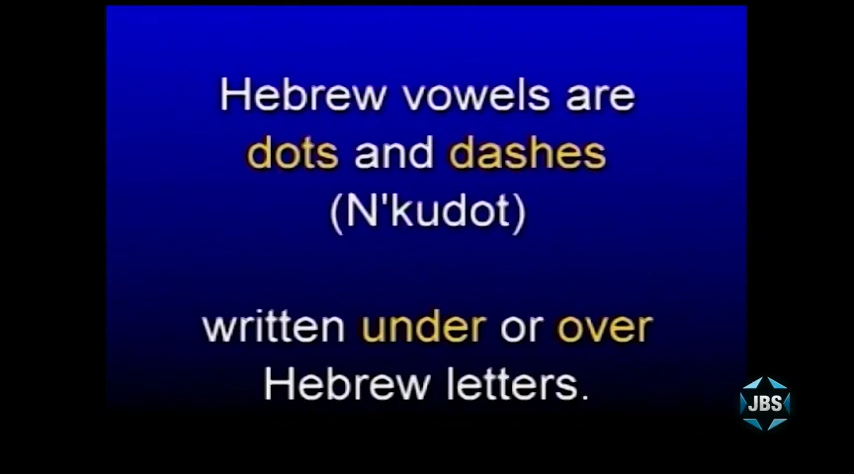 Hebrew vowels are
dots and dashes
(N'kudot)
written under or over
Hebrew letters.
JBS